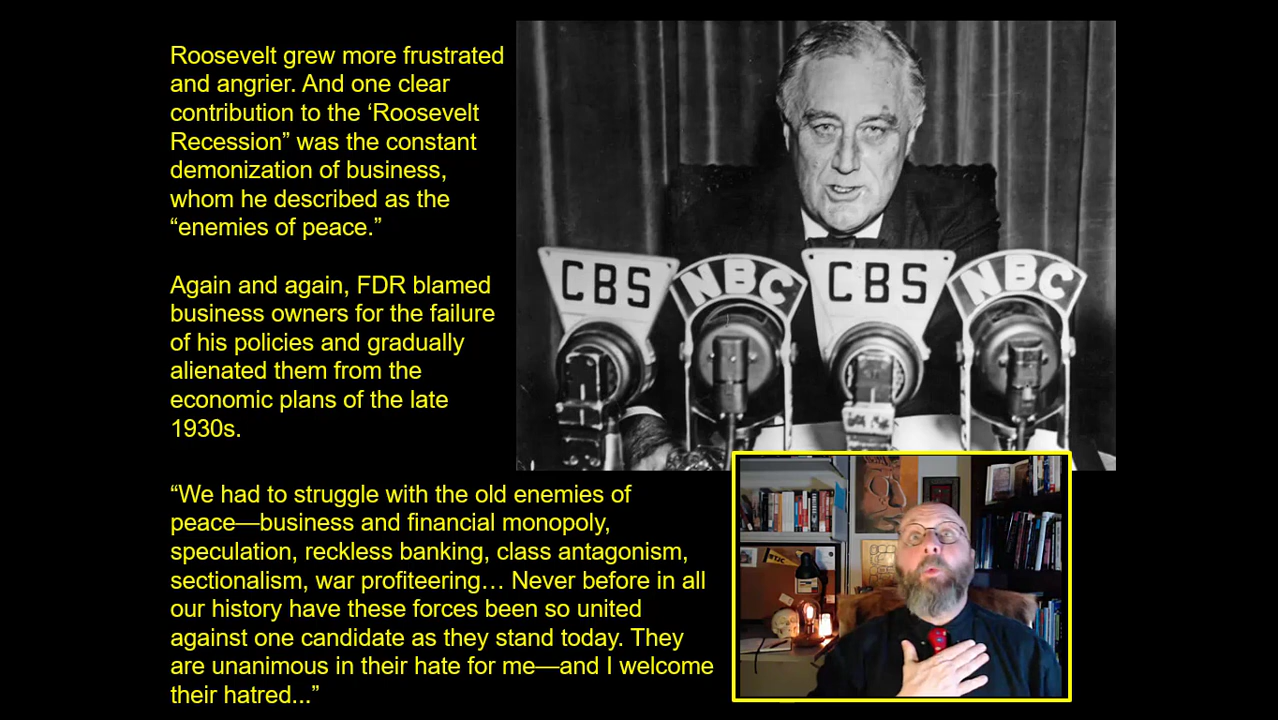 Roosevelt grew more frustrated
and angrier. And one clear
contribution to the ‘Roosevelt
Recession” was the constant
demonization of business,
whom he described as the
“enemies of peace.”
Again and again, FDR blamed
business owners for the failure
of his policies and gradually
alienated them from the
economic plans of the late
1930s.
CBS NBC CBS NBC
“We had to struggle with the old enemies of
peace—business and financial monopoly,
speculation, reckless banking, class antagonism,
sectionalism, war profiteering… Never before in all
our history have these forces been so united
against one candidate as they stand today. They
are unanimous in their hate for me—and I welcome
their hatred...”